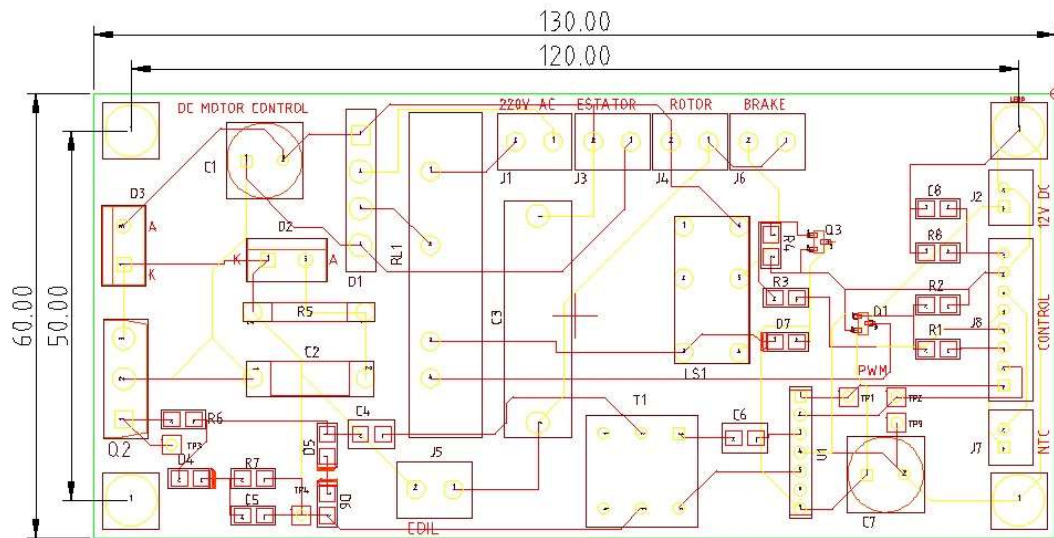 130.00
120.00
DC MOTOR CONTROL
220V AC
ESTATOR
ROTOR
BRAKE
C1
J1
J3
J4
J6
D3
A
K
D2
K
A
D1
RL1
C3
LS1
R4
Q3
C8
J2
12V DC
R8
R3
R2
Q1
J8
CONTROL
R1
D7
R5
C2
PWM
TP1
TP2
60.00
50.00
Q2
R6
TP3
D4
R7
C5
TP4
D5
D6
C4
J5
COIL
T1
C6
U1
C7
J7
NTC